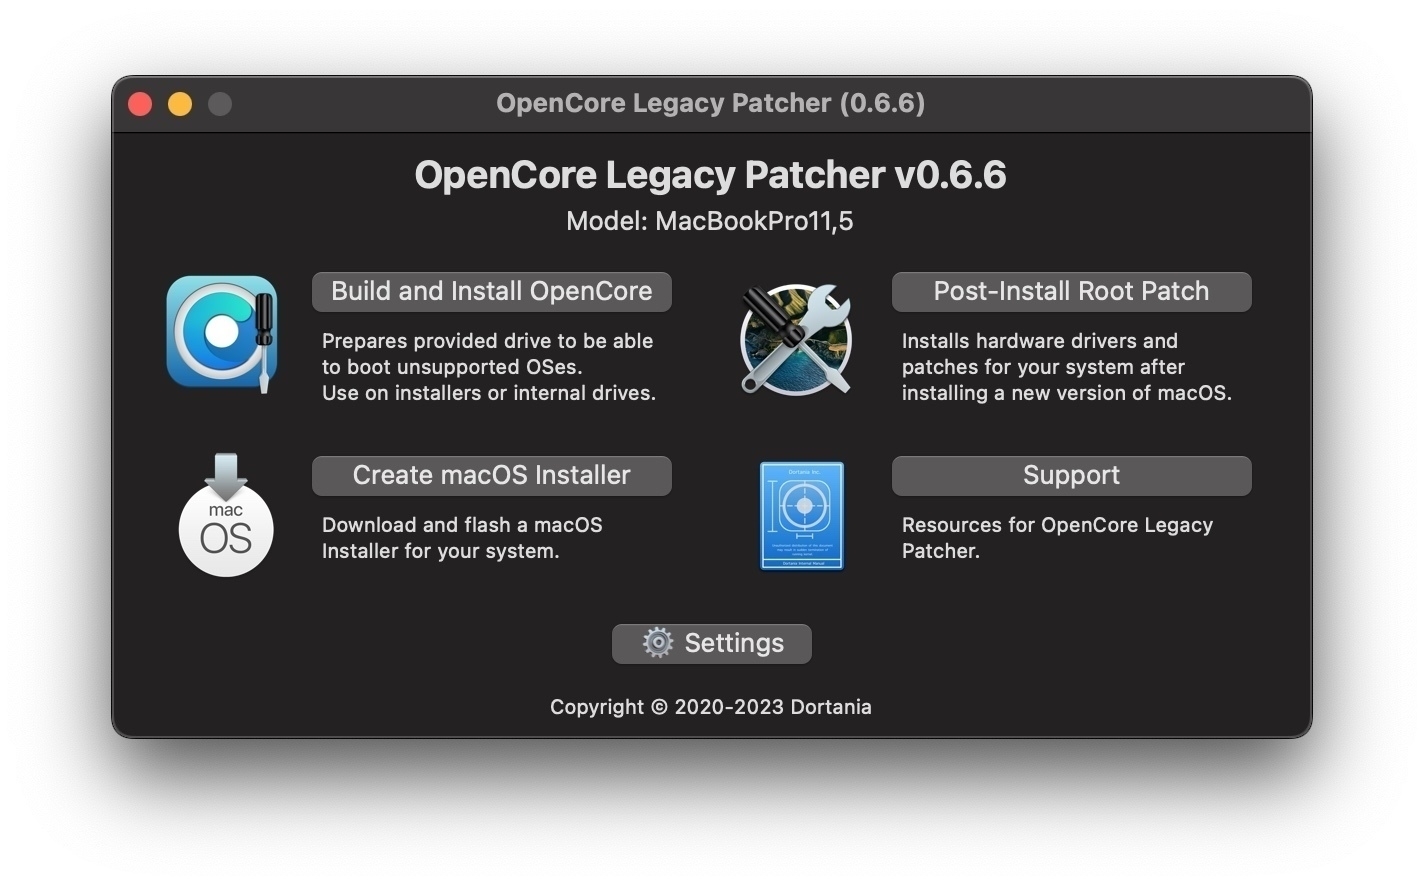 OpenCore Legacy Patcher (0.6.6)
OpenCore Legacy Patcher v0.6.6
Model: MacBookPro11,5
Build and Install OpenCore
Prepares provided drive to be able
to boot unsupported OSes.
Use on installers or internal drives.
Post-Install Root Patch
Installs hardware drivers and
patches for your system after
installing a new version of macOS.
mac
OS
Create macOS Installer
Download and flash a macOS
Installer for your system.
Dortania Inc.
Dortania Internal Manual
Support
Resources for OpenCore Legacy
Patcher.
Settings
Copyright © 2020-2023 Dortania